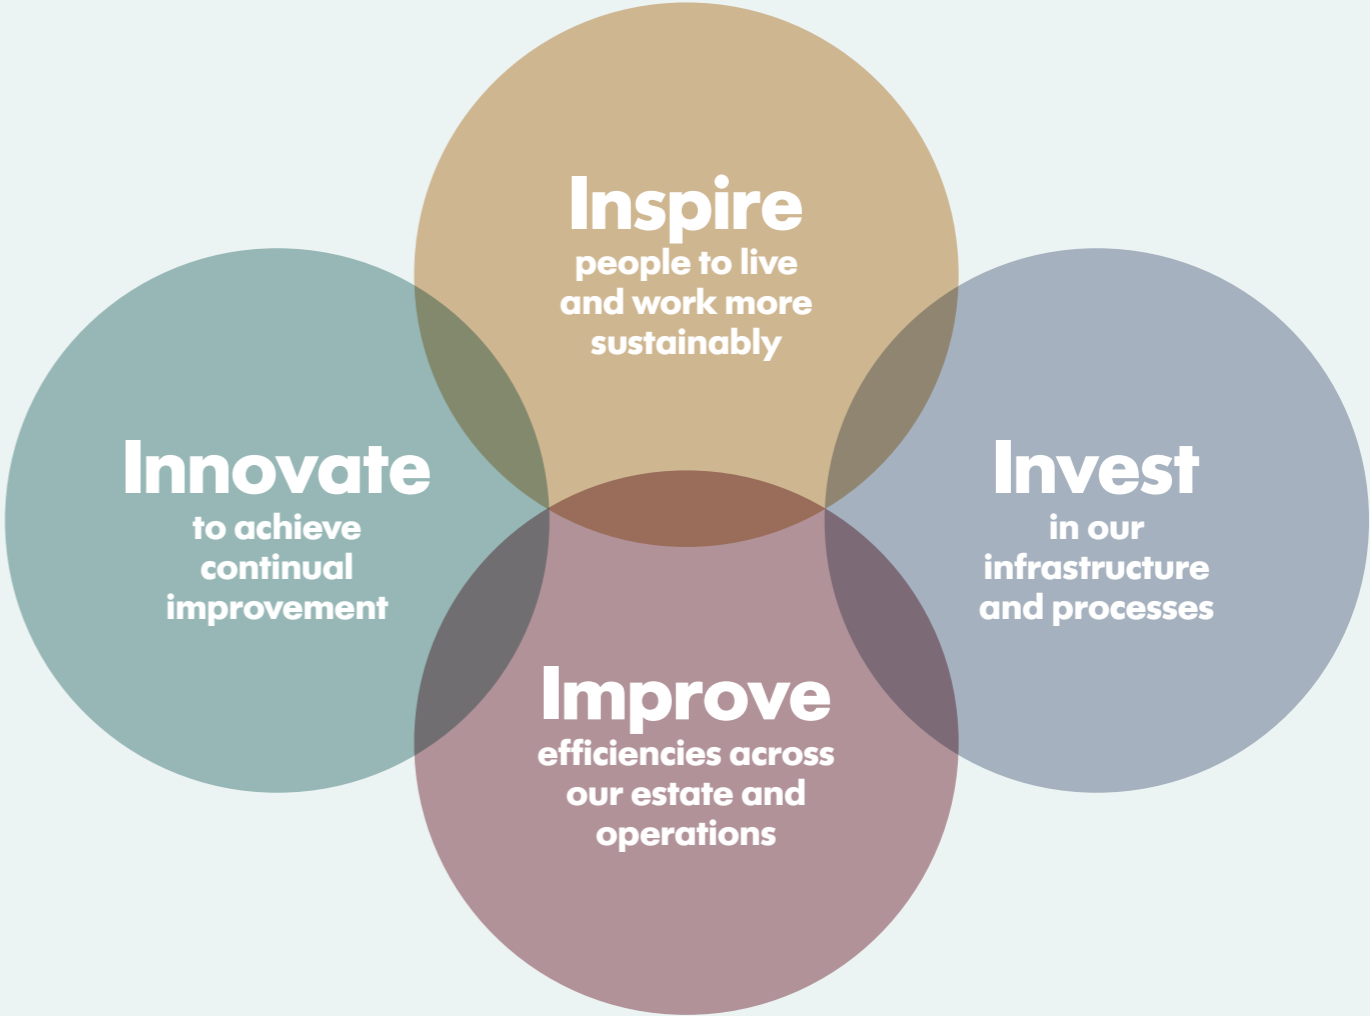 Inspire
people to live
and work more
sustainably
Innovate
to achieve
continual
improvement
Invest
in our
infrastructure
and processes
Improve
efficiencies across
our estate and
operations